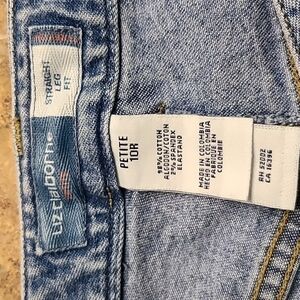 STRAIGHT
LEG
FIT
lizclaiborne
PETITE
10R
98% COTTON
ALGODON/COTON
2% SPANDEX
ELASTANO
MADE IN COLOMBIA
HECHO EN COLOMBIA
FABRIQUÉ EN
COLOMBIE
RN 52002
CA 16396